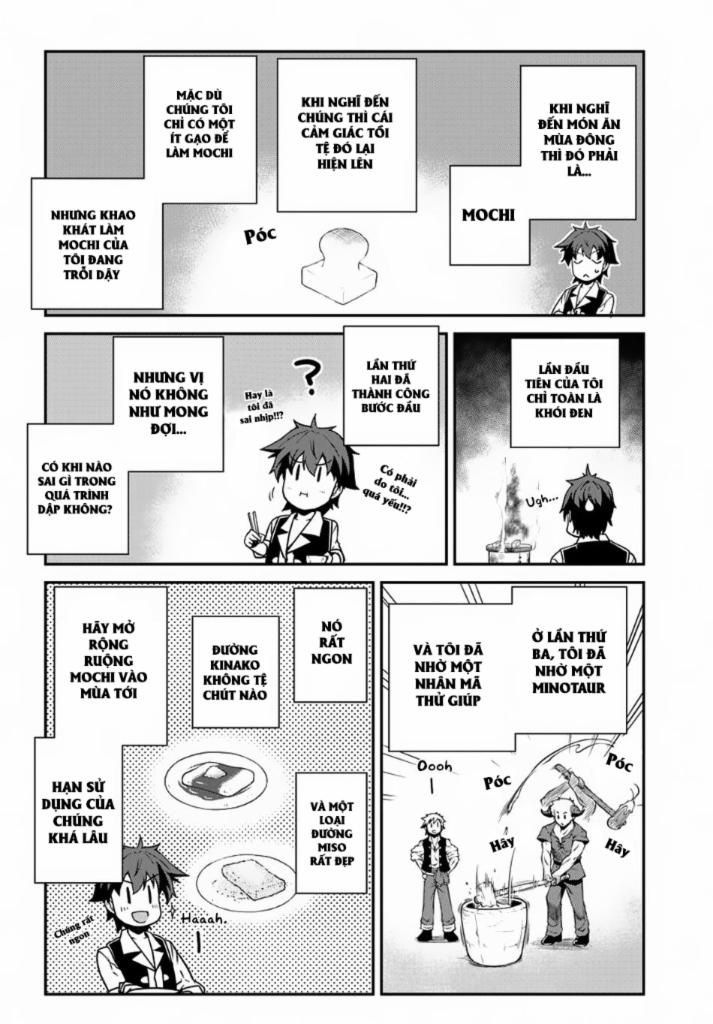 KHI NGHĨ
ĐẾN MÓN ĂN
MÙA ĐÔNG
THÌ ĐÓ PHẢI
LÀ...
MOCHI
KHI NGHĨ ĐẾN
CHÚNG THÌ CÁI
CẢM GIÁC TỒI
TỆ ĐÓ LẠI
HIỆN LÊN
Póc
MẶC DÙ
CHÚNG TÔI
CHỈ CÓ MỘT
ÍT GẠO ĐỂ
LÀM MOCHI
NHƯNG KHAO
KHÁT LÀM
MOCHI CỦA
TÔI ĐANG
TRỖI DẬY
LẦN ĐẦU
TIÊN CỦA TÔI
CHỈ TOÀN LÀ
KHÓI ĐEN
Ugh...
LẦN THỨ
HAI ĐÃ
THÀNH CÔNG
BƯỚC ĐẦU
?
Hay là
tôi đã
sai nhịp!!?
Có phải
do tôi...
quá yếu!!?
NHƯNG VỊ
NÓ KHÔNG
NHƯ MONG
ĐỢI...
CÓ KHI NÀO
SAI GÌ TRONG
QUÁ TRÌNH
DẬP KHÔNG?
Ở LẦN THỨ
BA, TÔI ĐÃ
NHỜ MỘT
MINOTAUR
VÀ TÔI ĐÃ
NHỜ MỘT
NHÂN MÃ
THỬ GIÚP
Póc
Hây
Póc
Hây
Oooh
NÓ
RẤT
NGON
ĐƯỜNG
KINAKO
KHÔNG TỆ
CHÚT NÀO
VÀ MỘT
LOẠI
ĐƯỜNG
MISO
RẤT ĐẸP
HÃY MỞ
RỘNG
RUỘNG
MOCHI VÀO
MÙA TỚI
HẠN SỬ
DỤNG CỦA
CHÚNG
KHÁ LÂU
Haaah.
Chúng rất
ngon